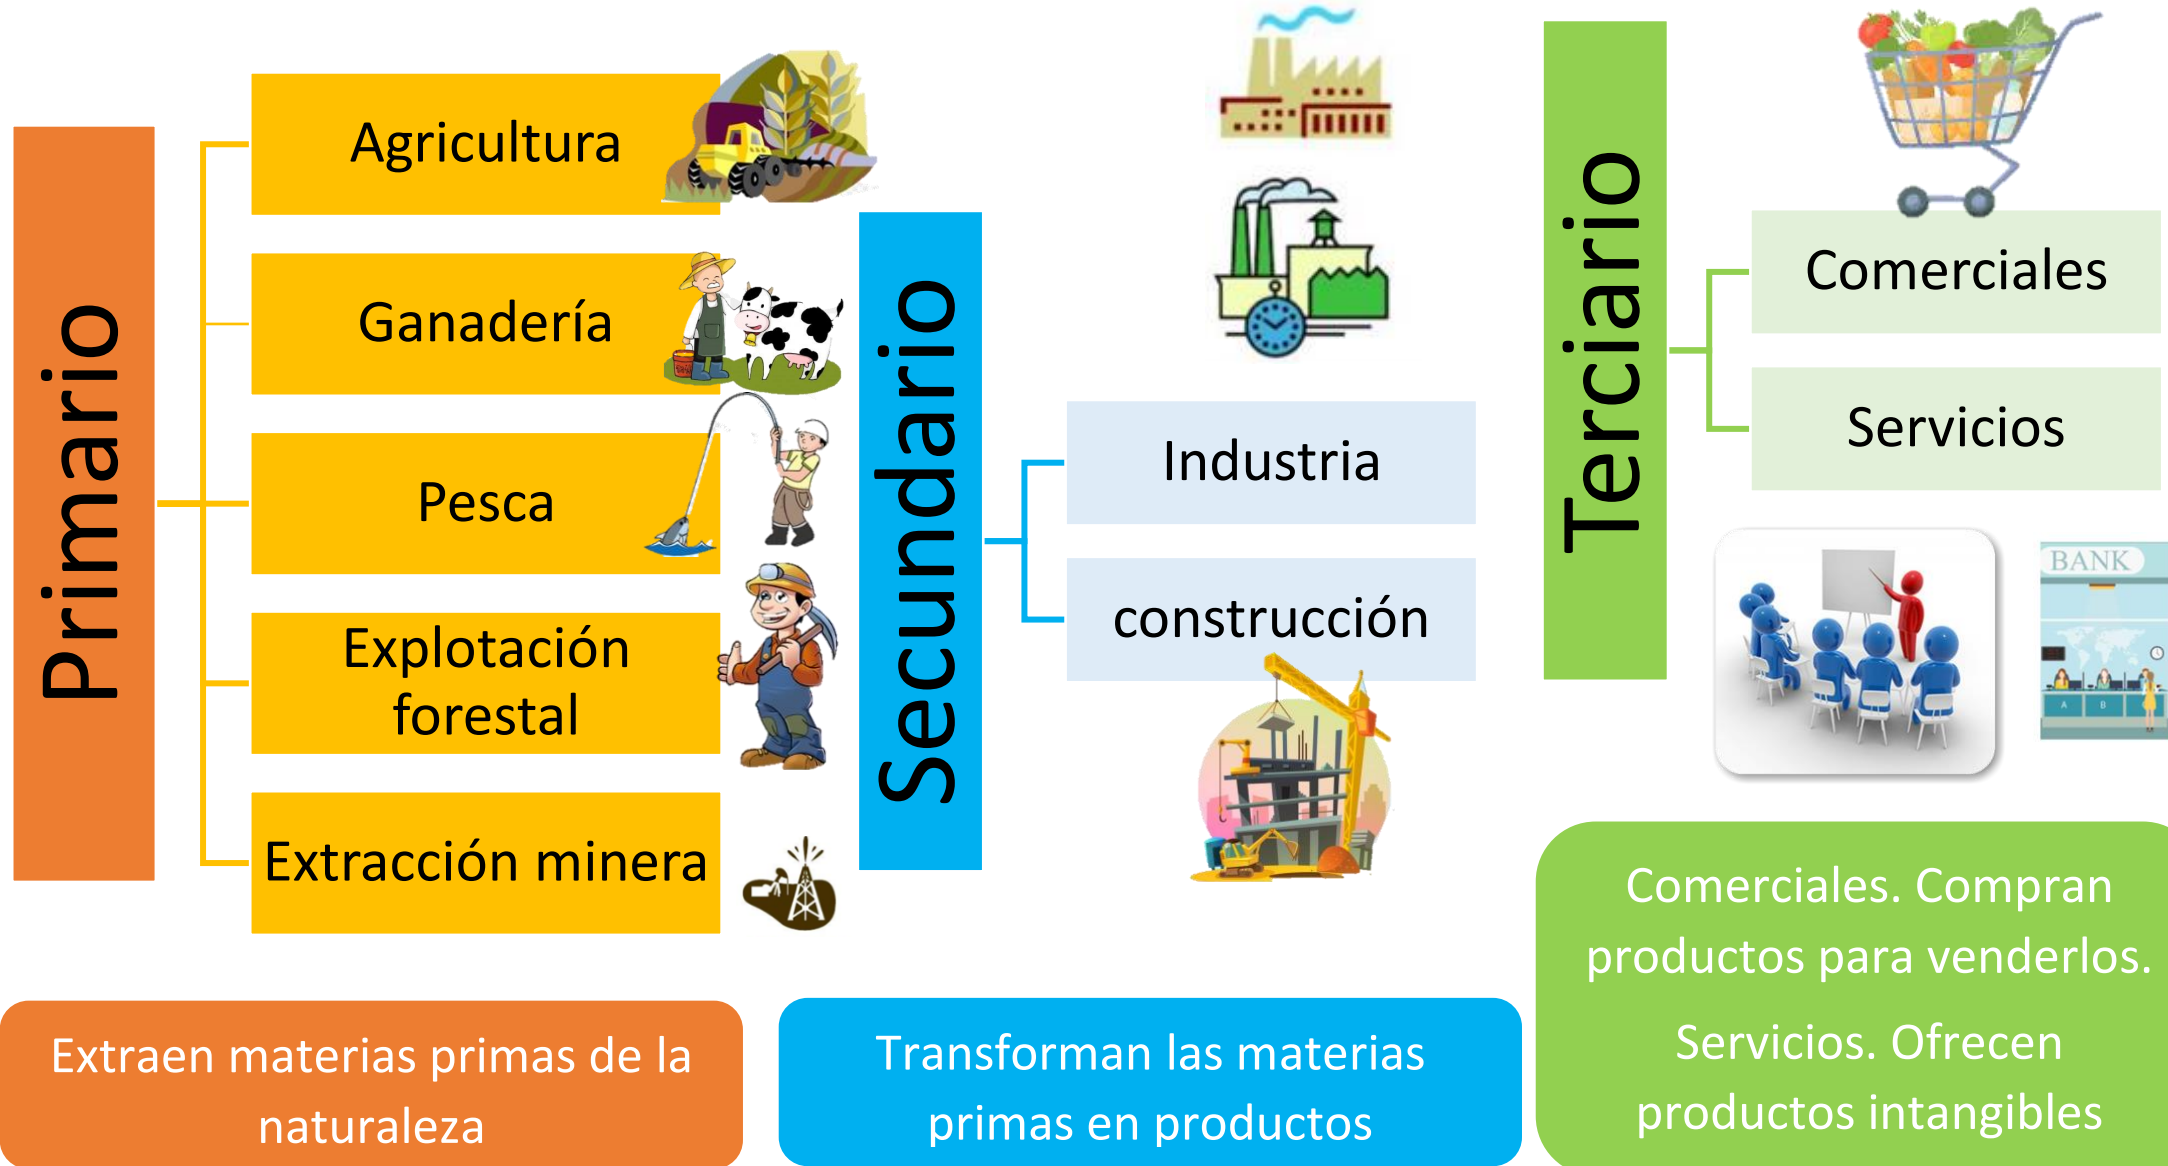 Primario
Agricultura
Ganadería
Pesca
Explotación
forestal
Extracción minera
Extraen materias primas de la
naturaleza
Secundario
Industria
construcción
Transforman las materias
primas en productos
Terciario
Comerciales
Servicios
BANK
A B
Comerciales. Compran
productos para venderlos.
Servicios. Ofrecen
productos intangibles